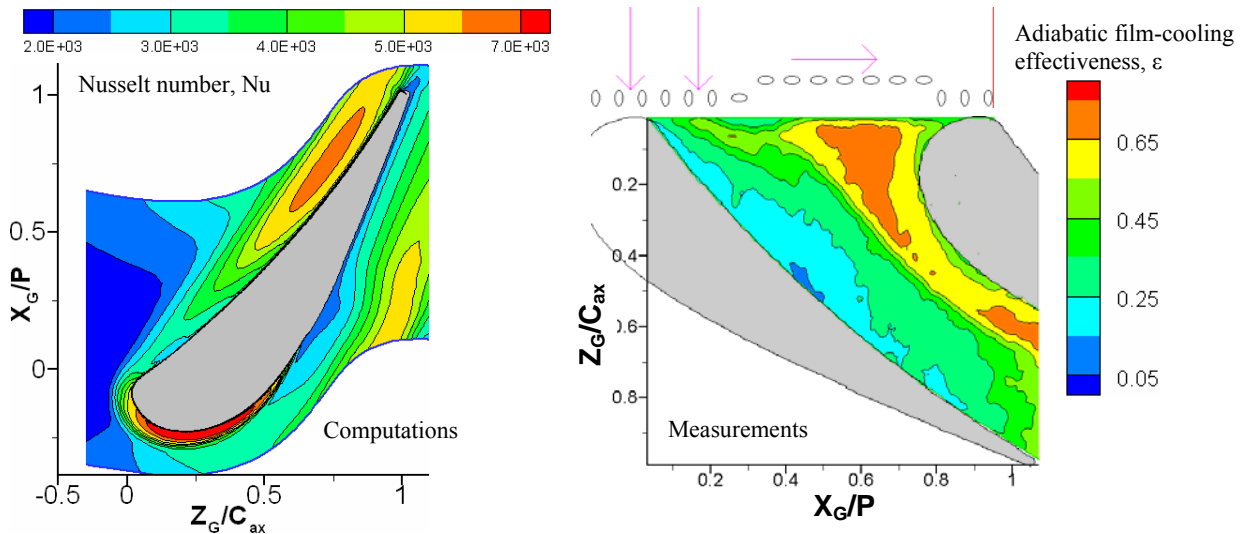 2.0E+03 3.0E+03 4.0E+03 5.0E+03 7.0E+03
Nusselt number, Nu
1
0.5
0
X_G/P
Computations
-0.5 0 0.5 1
Z_G/C_ax
Adiabatic film-cooling
effectiveness, ε
0.65
0.45
0.25
0.05
0.2
0.4
0.6
0.8
Z_G/C_ax
Measurements
0.2 0.4 0.6 0.8 1
X_G/P